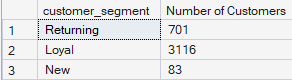 customer_segment Number of Customers
1 Returning 701
2 Loyal 3116
3 New 83